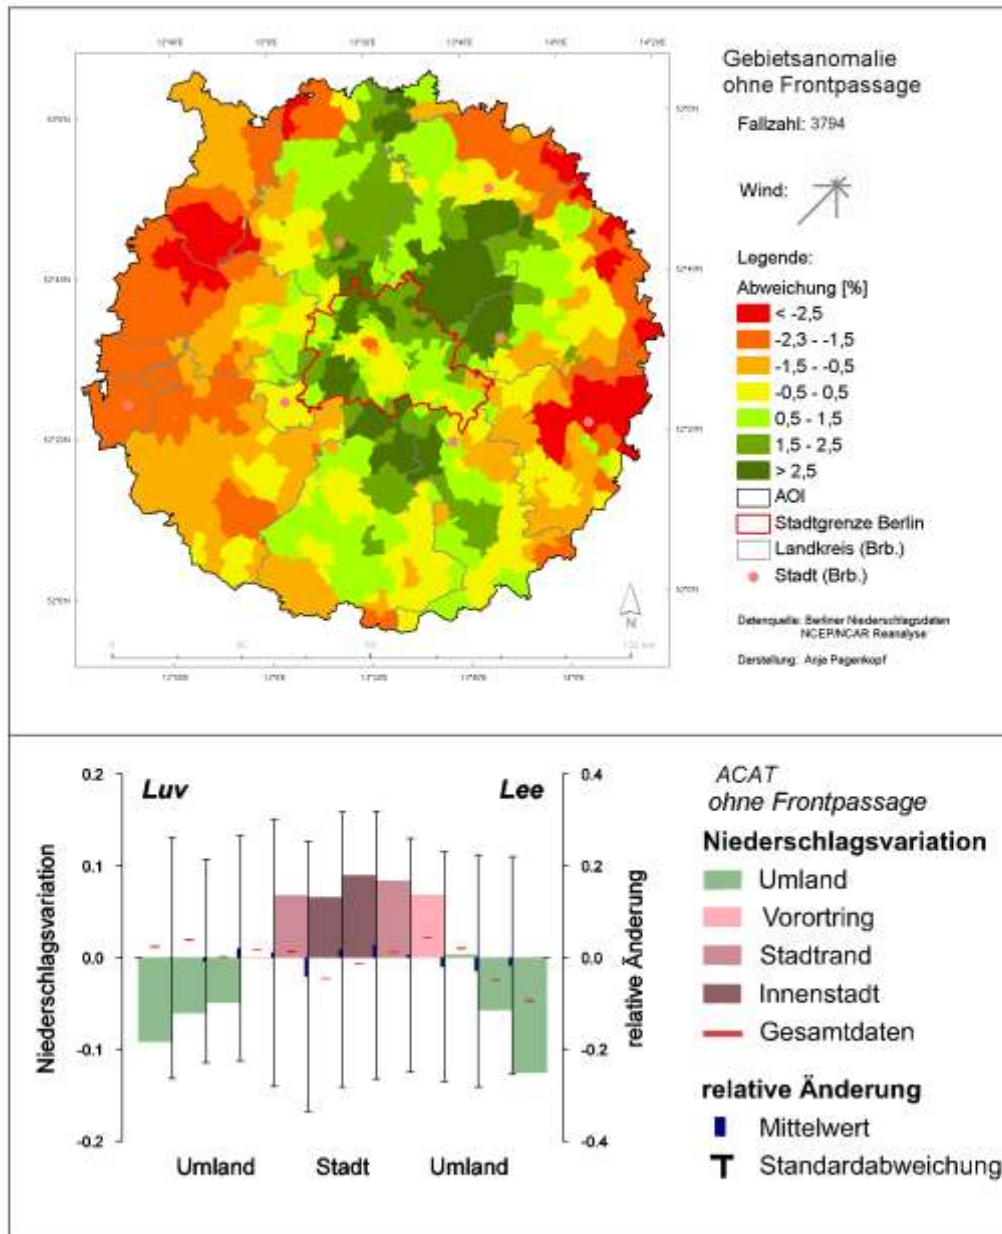 Gebietsanomalie
ohne Frontpassage
Fallzahl: 3794
Wind:
Legende:
Abweichung [%]
< -2,5
-2,3 - -1,5
-1,5 - -0,5
-0,5 - 0,5
0,5 - 1,5
1,5 - 2,5
> 2,5
AOI
Stadtgrenze Berlin
Landkreis (Brb.)
Stadt (Brb.)
N
Datenquelle: Berliner Niederschlagsdaten
NCEP/NCAR Reanalyse
Darstellung: Anja Pagenkopf
0.2
0.4
Luv
Lee
0.1
0.2
0.0
0.0
-0.1
-0.2
-0.2
-0.4
Niederschlagsvariation
relative Änderung
Umland
Stadt
Umland
ACAT
ohne Frontpassage
Niederschlagsvariation
Umland
Vorortring
Stadtrand
Innenstadt
Gesamtdaten
relative Änderung
Mittelwert
Standardabweichung